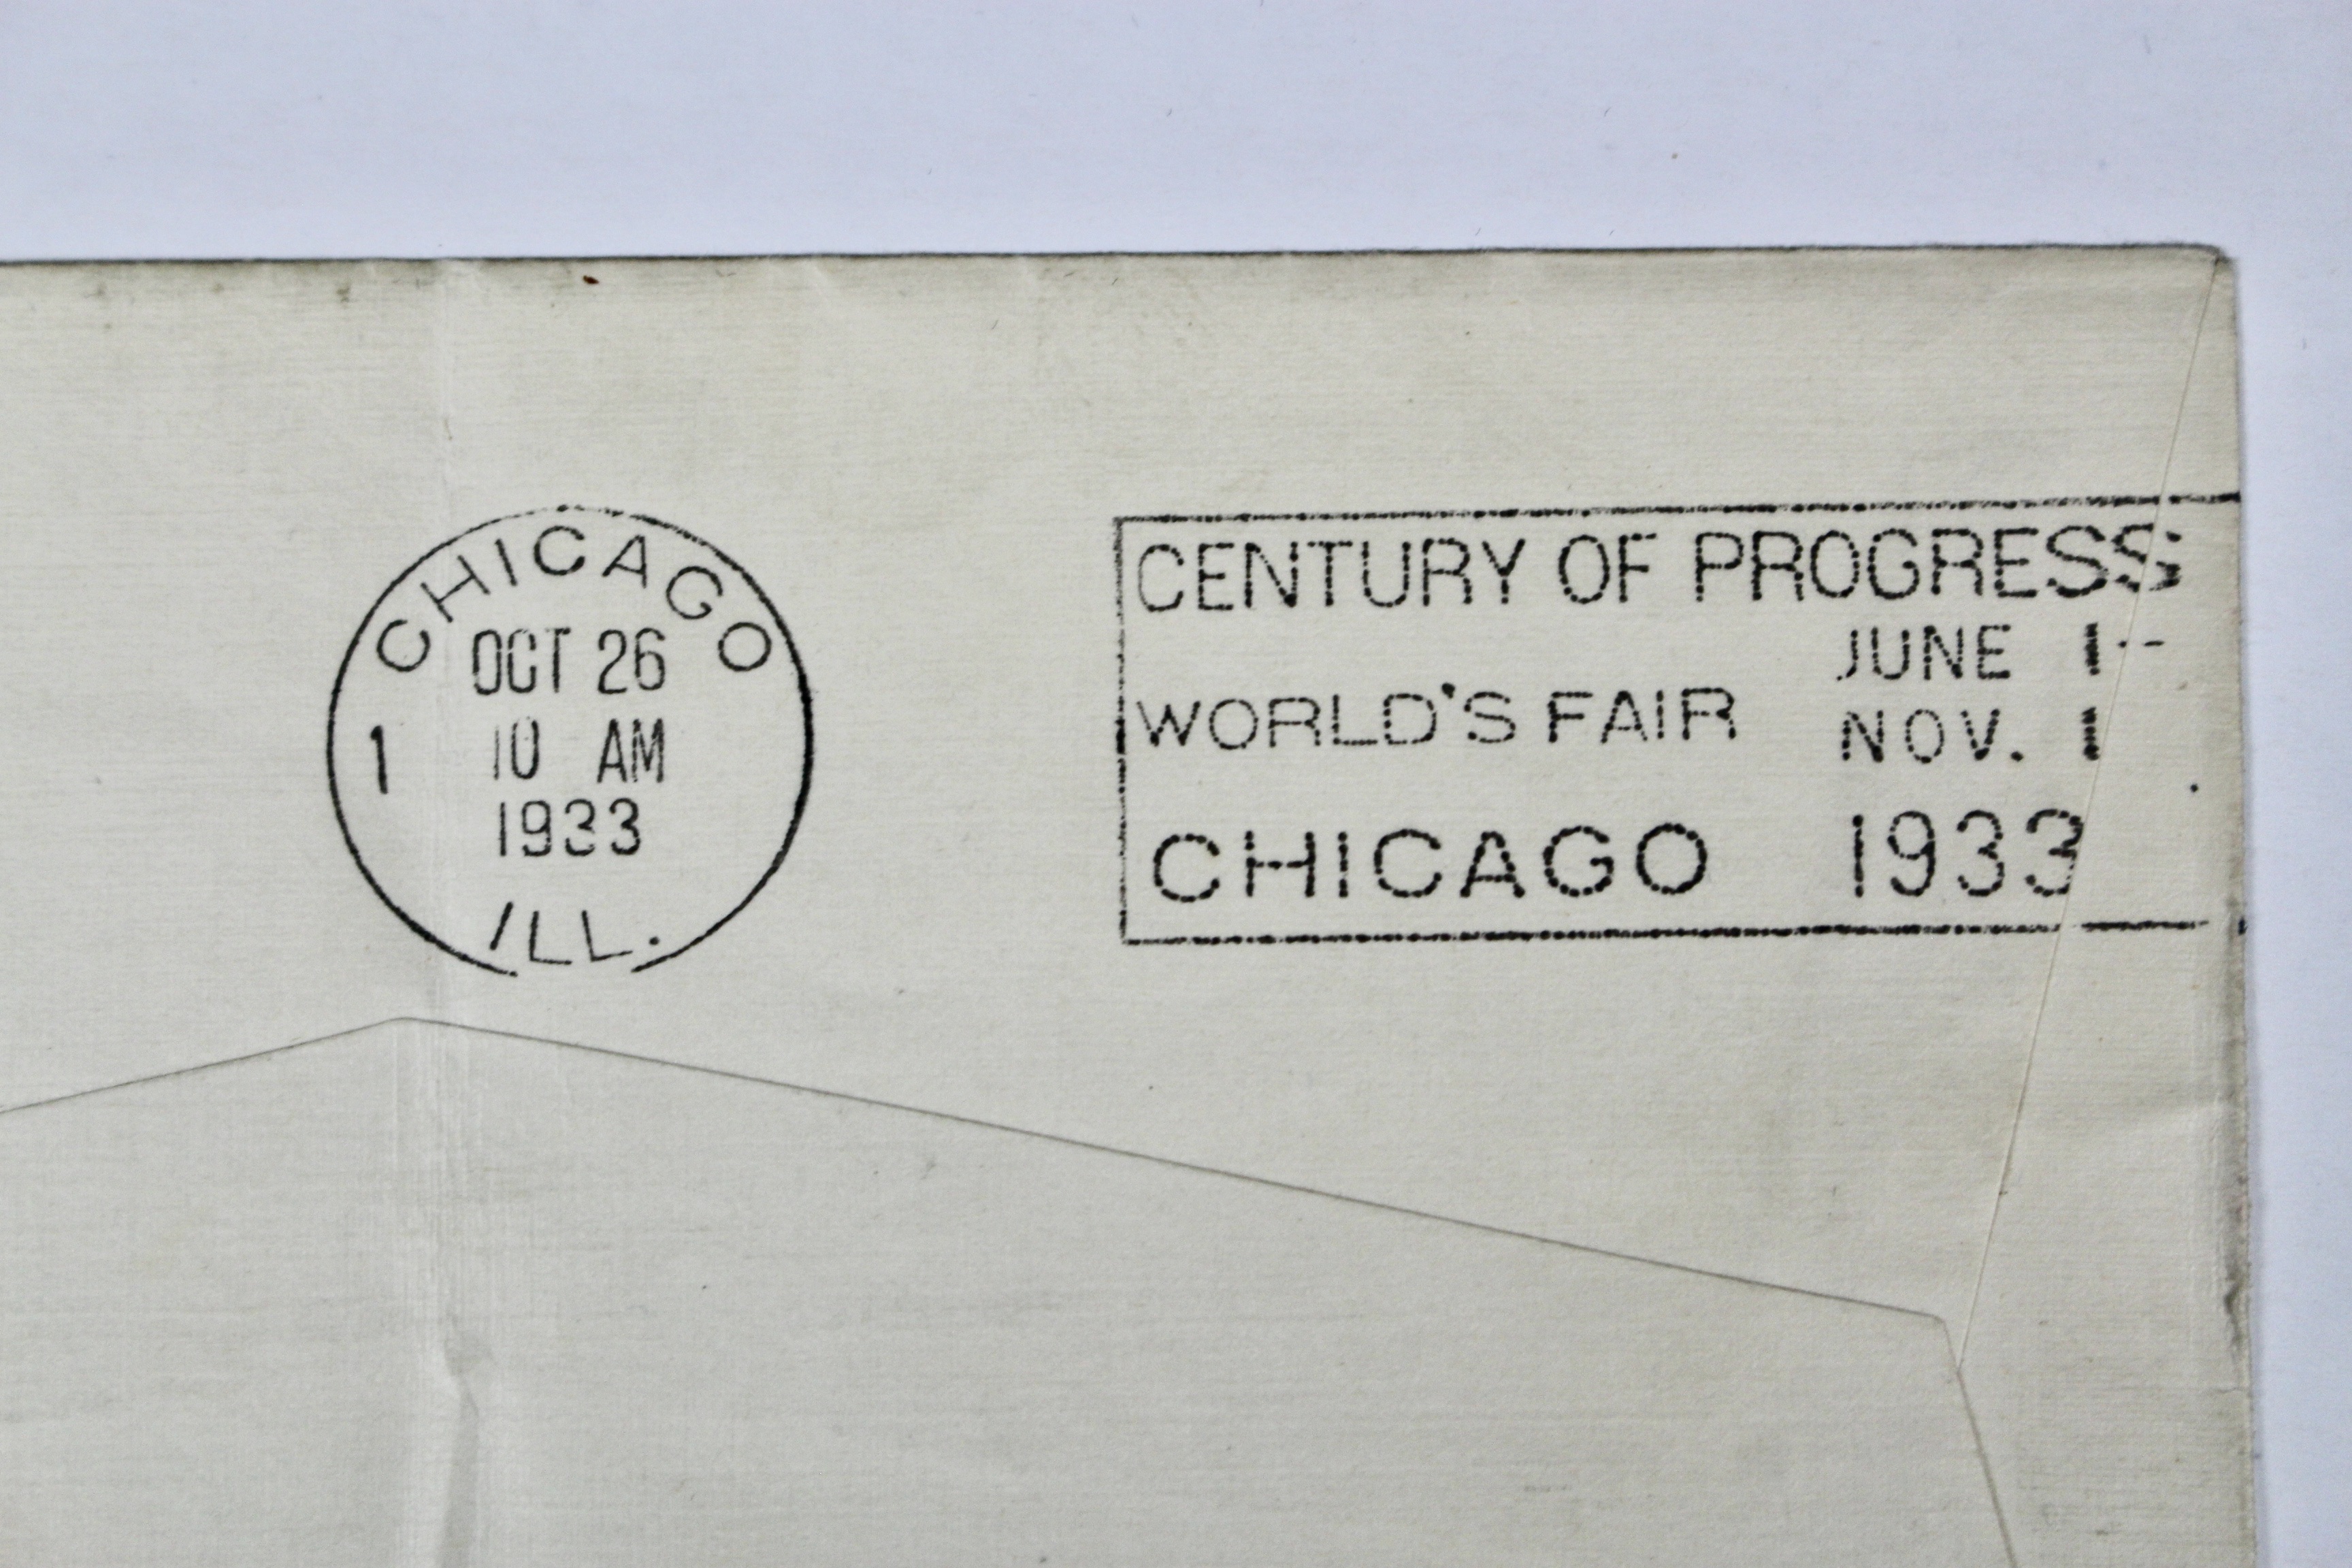 CHICAGO
OCT 26
1 10 AM
1933
ILL.
CENTURY OF PROGRESS
JUNE 1--
WORLD'S FAIR
NOV. 1
CHICAGO 1933